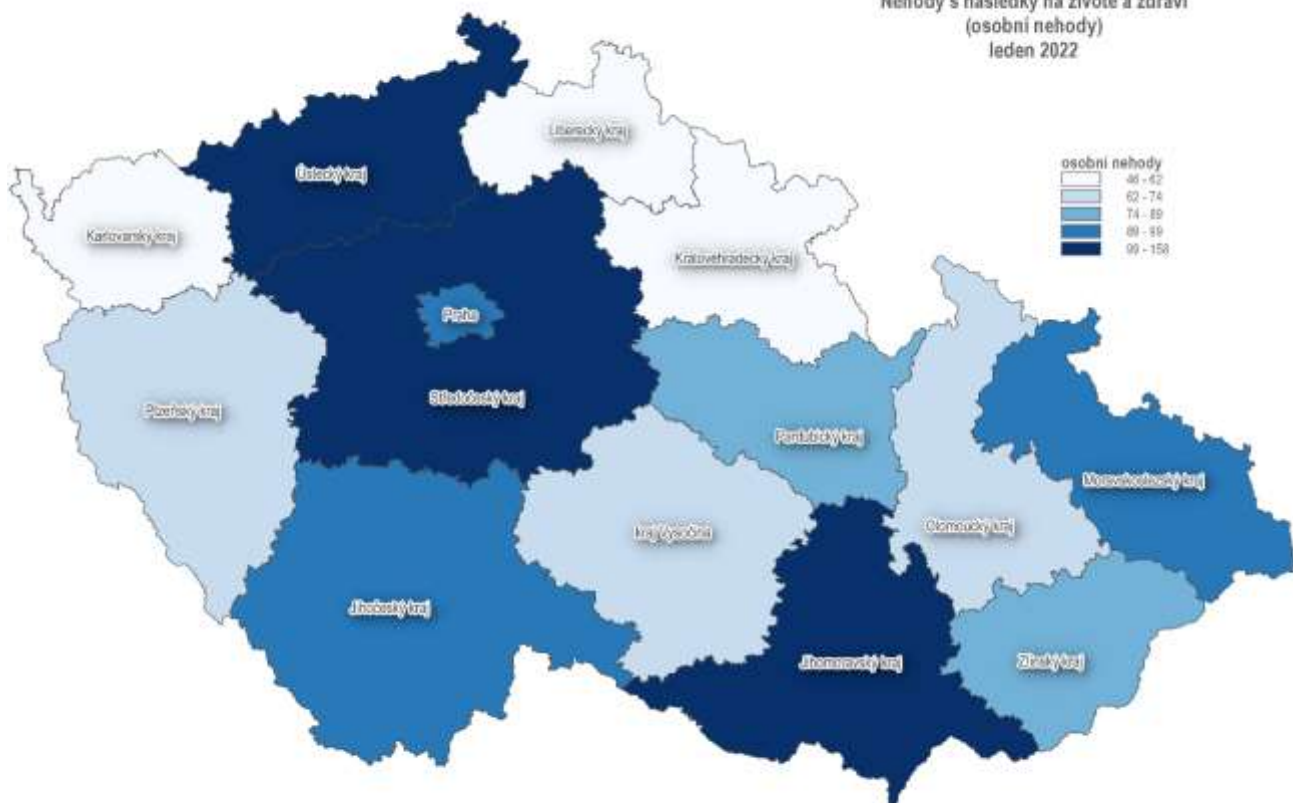 Nehody s následky na životě a zdraví
(osobní nehody)
leden 2022
Liberecký kraj
osobní nehody
46 - 62
62 - 74
74 - 89
89 - 99
99 - 158
Ústecký kraj
Karlovarský kraj
Královéhradecký kraj
Praha
Středočeský kraj
Plzeňský kraj
Pardubický kraj
Moravskoslezský kraj
Olomoucký kraj
kraj Vysočina
Jihočeský kraj
Jihomoravský kraj
Zlínský kraj